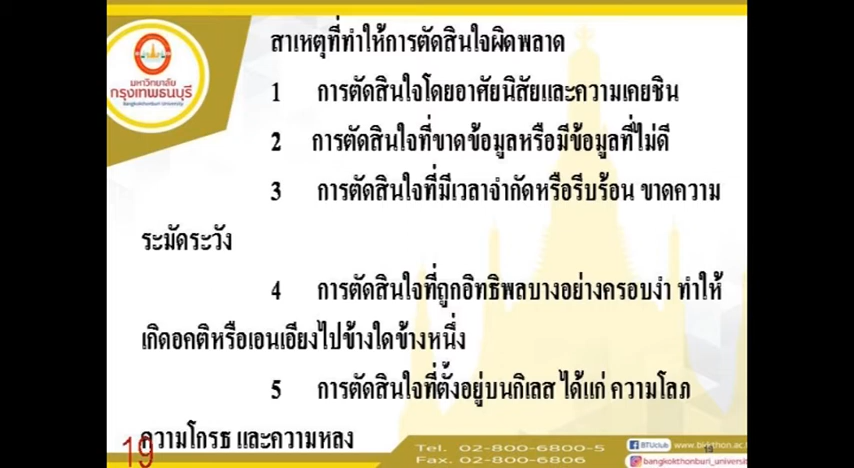 มหาวิทยาลัย
กรุงเทพธนบุรี
Bangkokthonburi University
สาเหตุที่ทำให้การตัดสินใจผิดพลาด
1 การตัดสินใจโดยอาศัยนิสัยและความเคยชิน
2 การตัดสินใจที่ขาดข้อมูลหรือมีข้อมูลที่ไม่ดี
3 การตัดสินใจที่มีเวลาจำกัดหรือรีบร้อน ขาดความ
ระมัดระวัง
4 การตัดสินใจที่ถูกอิทธิพลบางอย่างครอบงำ ทำให้
เกิดอคติหรือเอนเอียงไปข้างใดข้างหนึ่ง
5 การตัดสินใจที่ตั้งอยู่บนกิเลส ได้แก่ ความโลภ
ความโกรธ และความหลง
19
Tel. 02-800-6800-5
Fax. 02-800-6806
BTUclub www.bkkthon.ac.
19
bangkokthonburi_universit